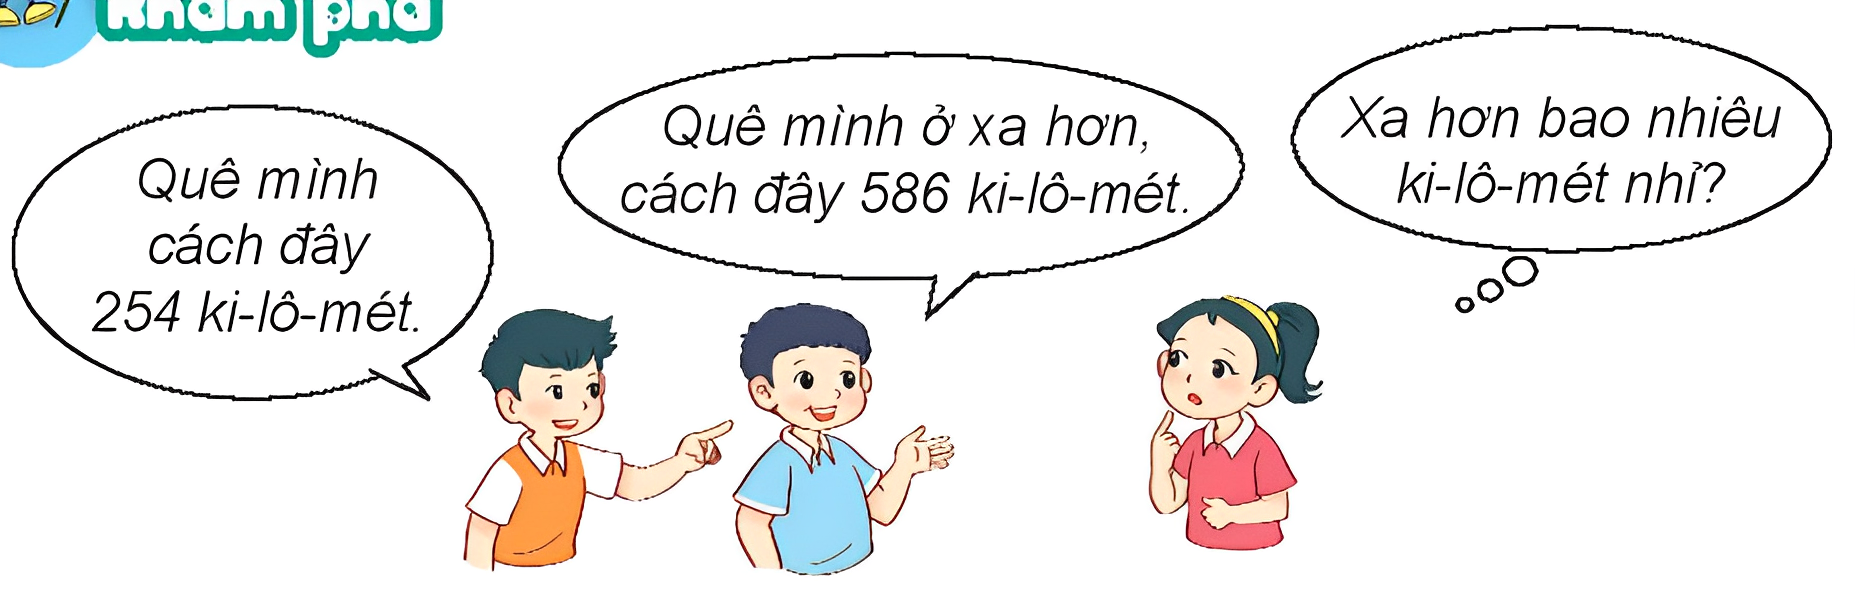 Khám phá
Quê mình
cách đây
254 ki-lô-mét.
Quê mình ở xa hơn,
cách đây 586 ki-lô-mét.
Xa hơn bao nhiêu
ki-lô-mét nhỉ?